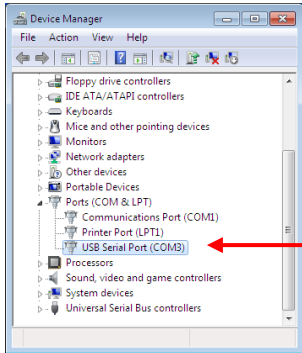 Device Manager
File Action View Help
Floppy drive controllers
IDE ATA/ATAPI controllers
Keyboards
Mice and other pointing devices
Monitors
Network adapters
Other devices
Portable Devices
Ports (COM & LPT)
Communications Port (COM1)
Printer Port (LPT1)
USB Serial Port (COM3)
Processors
Sound, video and game controllers
System devices
Universal Serial Bus controllers